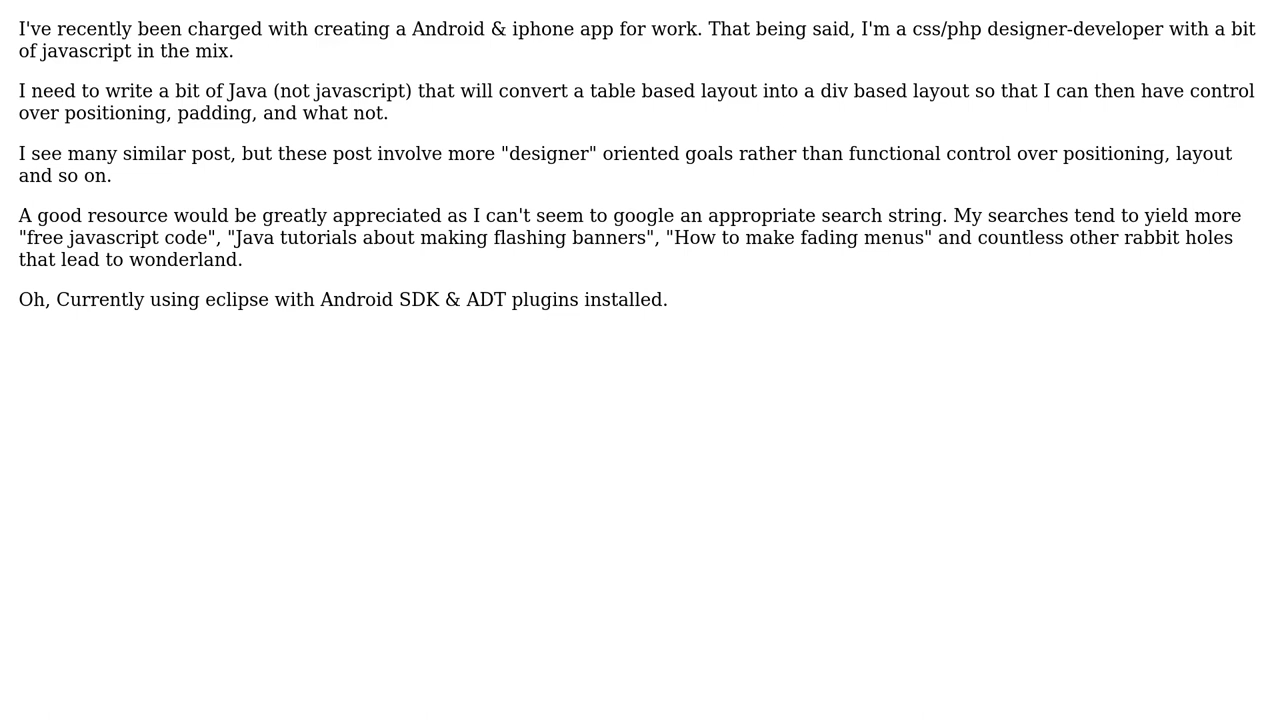 I've recently been charged with creating a Android & iphone app for work. That being said, I'm a css/php designer-developer with a bit
of javascript in the mix.
I need to write a bit of Java (not javascript) that will convert a table based layout into a div based layout so that I can then have control
over positioning, padding, and what not.
I see many similar post, but these post involve more "designer" oriented goals rather than functional control over positioning, layout
and so on.
A good resource would be greatly appreciated as I can't seem to google an appropriate search string. My searches tend to yield more
"free javascript code", "Java tutorials about making flashing banners", "How to make fading menus" and countless other rabbit holes
that lead to wonderland.
Oh, Currently using eclipse with Android SDK & ADT plugins installed.